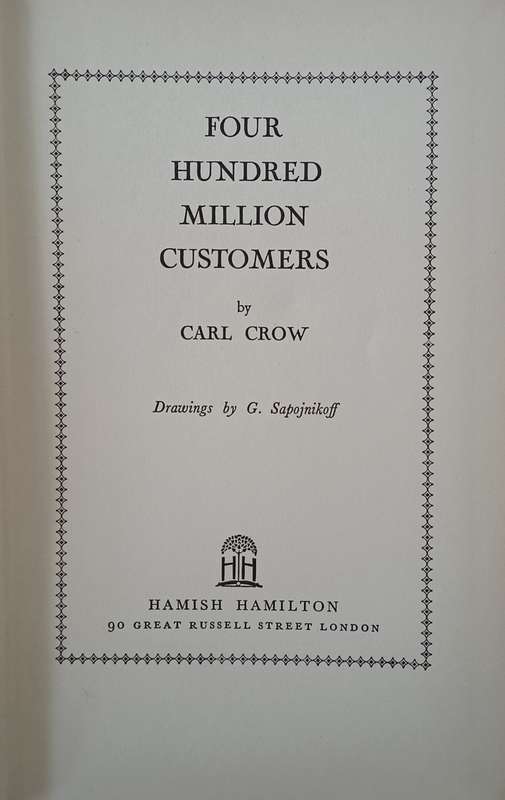 FOUR
HUNDRED
MILLION
CUSTOMERS
by
CARL CROW
Drawings by G. Sapojnikoff
HH
HAMISH HAMILTON
90 GREAT RUSSELL STREET LONDON